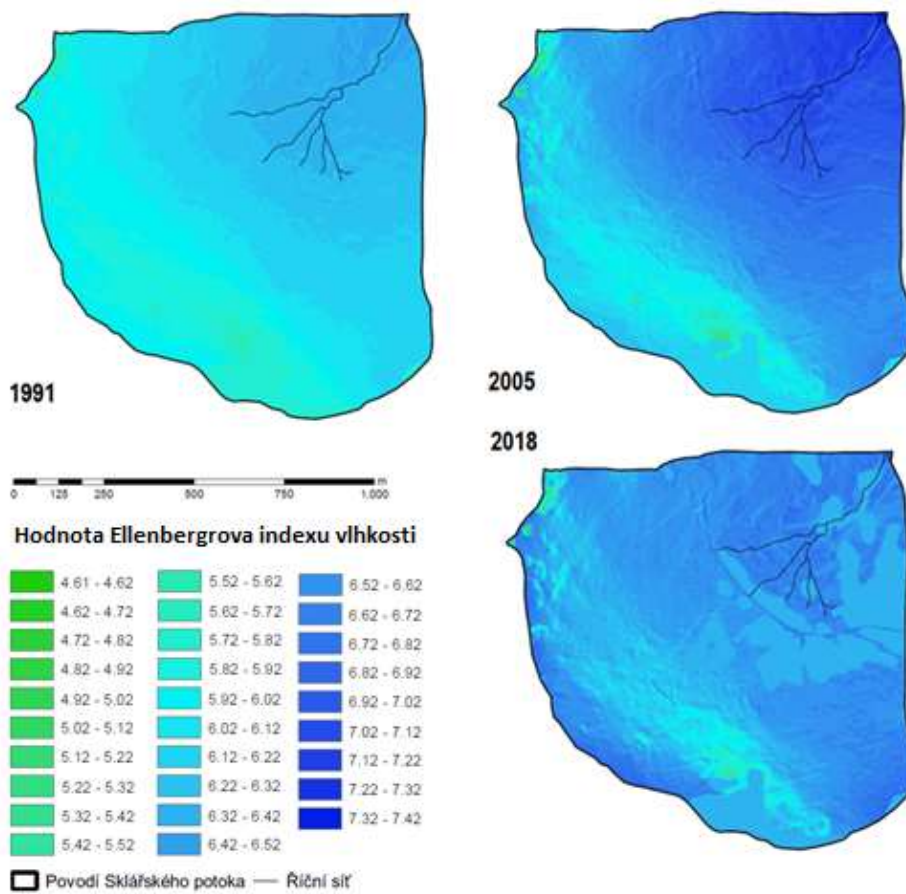 1991
2005
2018
0 125 250 500 750 1.000 m
Hodnota Ellenbergrova indexu vlhkosti
4.61 - 4.62
4.62 - 4.72
4.72 - 4.82
4.82 - 4.92
4.92 - 5.02
5.02 - 5.12
5.12 - 5.22
5.22 - 5.32
5.32 - 5.42
5.42 - 5.52
5.52 - 5.62
5.62 - 5.72
5.72 - 5.82
5.82 - 5.92
5.92 - 6.02
6.02 - 6.12
6.12 - 6.22
6.22 - 6.32
6.32 - 6.42
6.42 - 6.52
6.52 - 6.62
6.62 - 6.72
6.72 - 6.82
6.82 - 6.92
6.92 - 7.02
7.02 - 7.12
7.12 - 7.22
7.22 - 7.32
7.32 - 7.42
Povodí Sklářského potoka
Říční síť